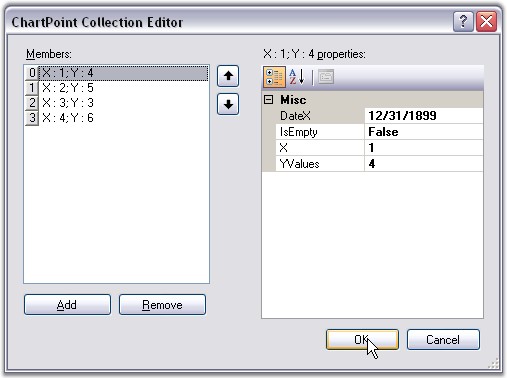 ChartPoint Collection Editor
?
Members:
0 X : 1; Y : 4
1 X : 2; Y : 5
2 X : 3; Y : 3
3 X : 4; Y : 6
Add Remove
X : 1; Y : 4 properties:
A
Z
Misc
DateX 12/31/1899
IsEmpty False
X 1
YValues 4
OK Cancel